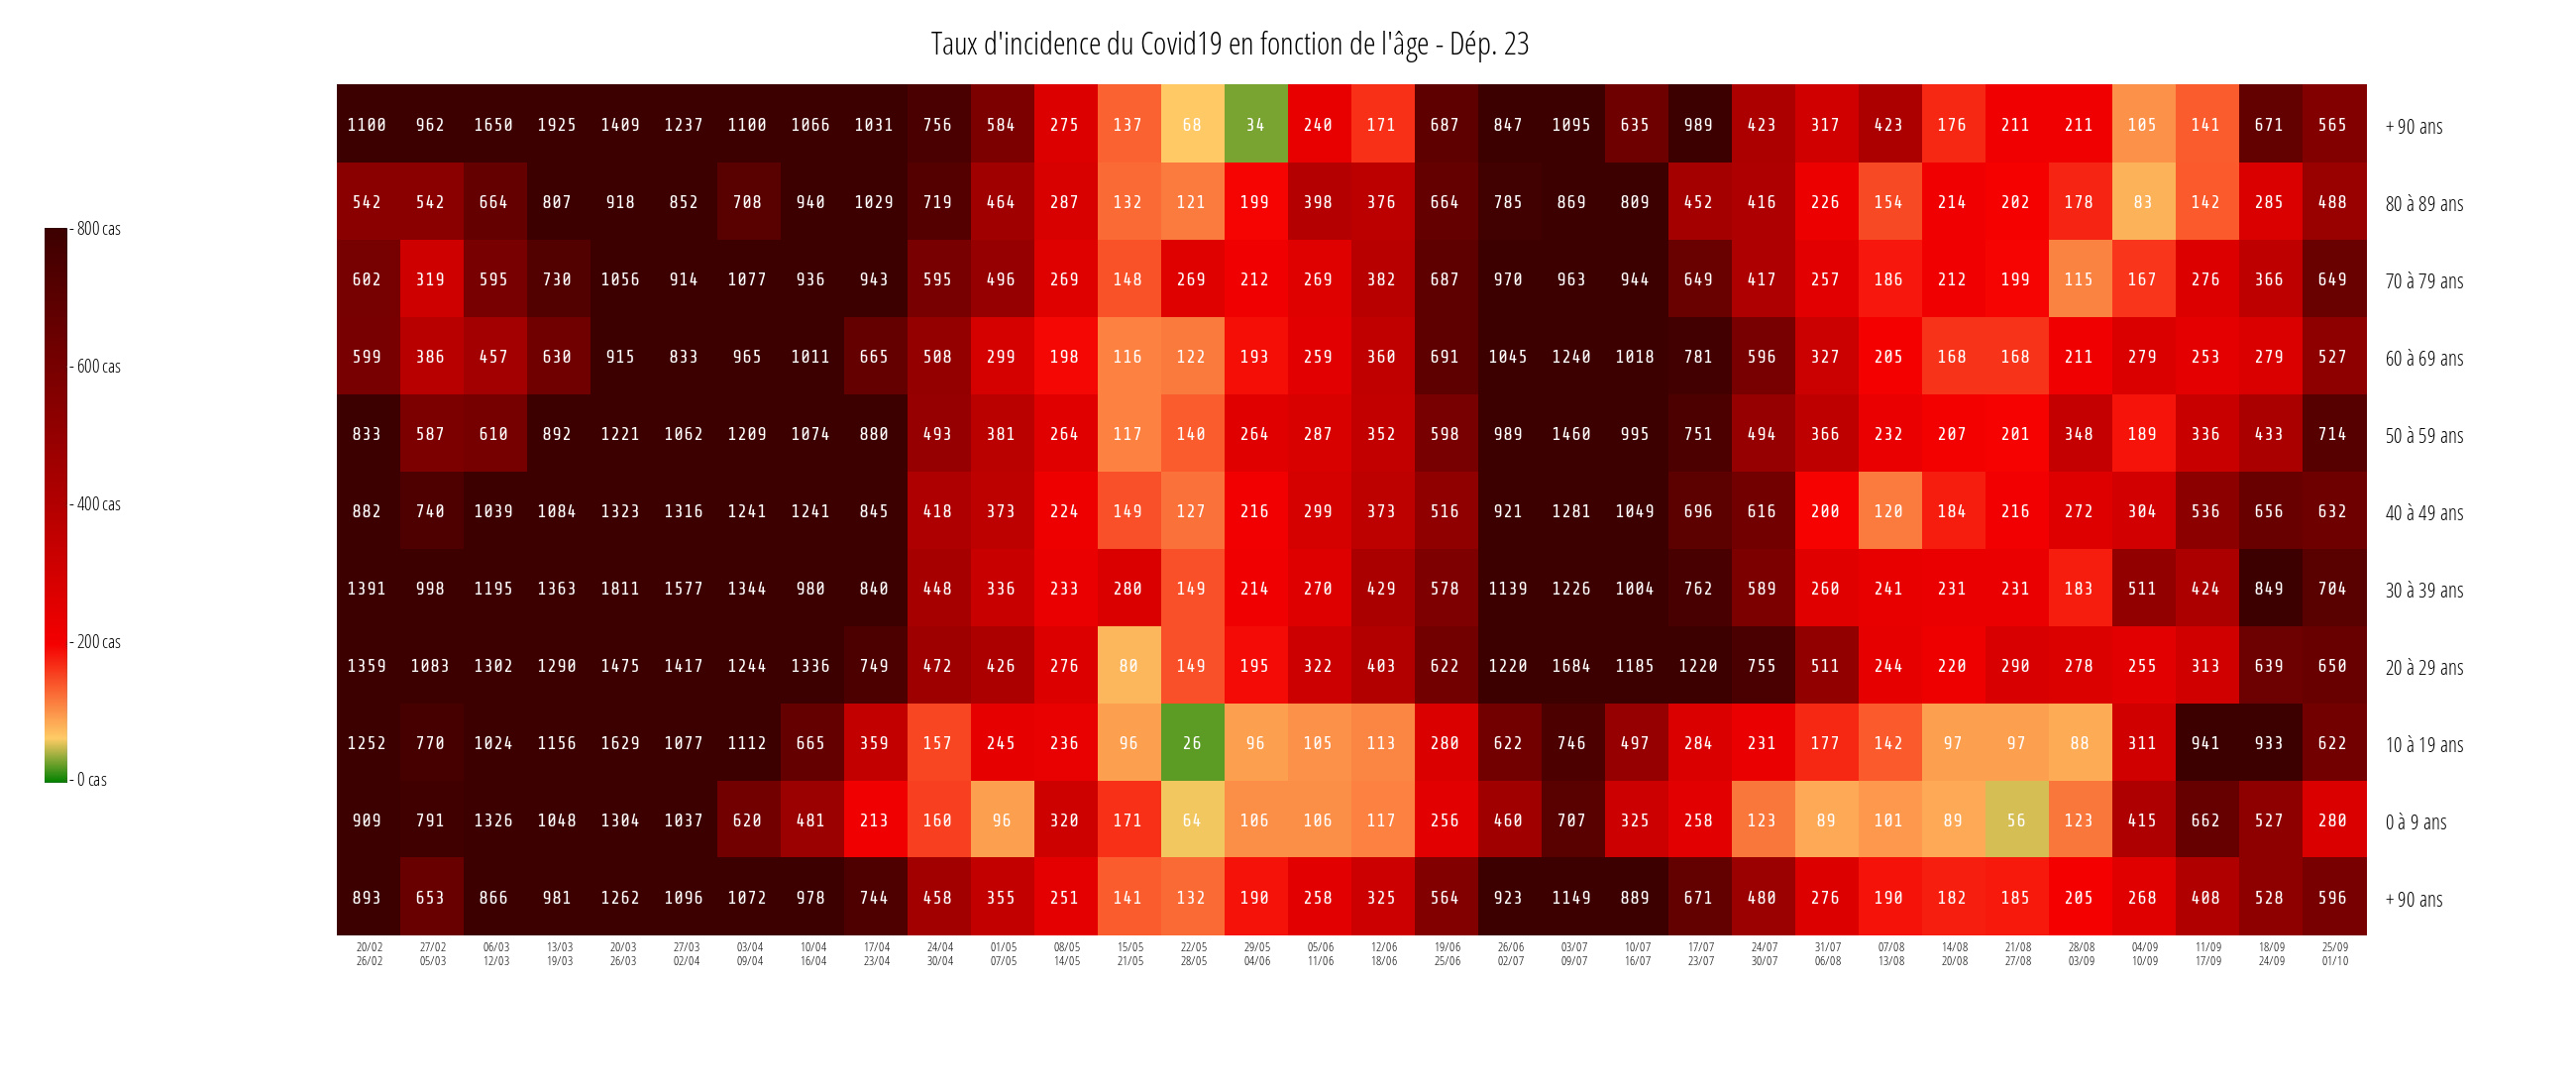 Taux d'incidence du Covid19 en fonction de l'âge - Dép. 23
- 800 cas
- 600 cas
- 400 cas
- 200 cas
- 0 cas
1100 962 1650 1925 1409 1237 1100 1066 1031 756 584 275 137 68 34 240 171 687 847 1095 635 989 423 317 423 176 211 211 105 141 671 565 + 90 ans
542 542 664 807 918 852 708 940 1029 719 464 287 132 121 199 398 376 664 785 869 809 452 416 226 154 214 202 178 83 142 285 488 80 à 89 ans
602 319 595 730 1056 914 1077 936 943 595 496 269 148 269 212 269 382 687 970 963 944 649 417 257 186 212 199 115 167 276 366 649 70 à 79 ans
599 386 457 630 915 833 965 1011 665 508 299 198 116 122 193 259 360 691 1045 1240 1018 781 596 327 205 168 168 211 279 253 279 527 60 à 69 ans
833 587 610 892 1221 1062 1209 1074 880 493 381 264 117 140 264 287 352 598 989 1460 995 751 494 366 232 207 201 348 189 336 433 714 50 à 59 ans
882 740 1039 1084 1323 1316 1241 1241 845 418 373 224 149 127 216 299 373 516 921 1281 1049 696 616 200 120 184 216 272 304 536 656 632 40 à 49 ans
1391 998 1195 1363 1811 1577 1344 980 840 448 336 233 280 149 214 270 429 578 1139 1226 1004 762 589 260 241 231 231 183 511 424 849 704 30 à 39 ans
1359 1083 1302 1290 1475 1417 1244 1336 749 472 426 276 80 149 195 322 403 622 1220 1684 1185 1220 755 511 244 220 290 278 255 313 639 650 20 à 29 ans
1252 770 1024 1156 1629 1077 1112 665 359 157 245 236 96 26 96 105 113 280 622 746 497 284 231 177 142 97 97 88 311 941 933 622 10 à 19 ans
909 791 1326 1048 1304 1037 620 481 213 160 96 320 171 64 106 106 117 256 460 707 325 258 123 89 101 89 56 123 415 662 527 280 0 à 9 ans
893 653 866 981 1262 1096 1072 978 744 458 355 251 141 132 190 258 325 564 923 1149 889 671 480 276 190 182 185 205 268 408 528 596 + 90 ans
20/02 27/02 06/03 13/03 20/03 27/03 03/04 10/04 17/04 24/04 01/05 08/05 15/05 22/05 29/05 05/06 12/06 19/06 26/06 03/07 10/07 17/07 24/07 31/07 07/08 14/08 21/08 28/08 04/09 11/09 18/09 25/09
26/02 05/03 12/03 19/03 26/03 02/04 09/04 16/04 23/04 30/04 07/05 14/05 21/05 28/05 04/06 11/06 18/06 25/06 02/07 09/07 16/07 23/07 30/07 06/08 13/08 20/08 27/08 03/09 10/09 17/09 24/09 01/10